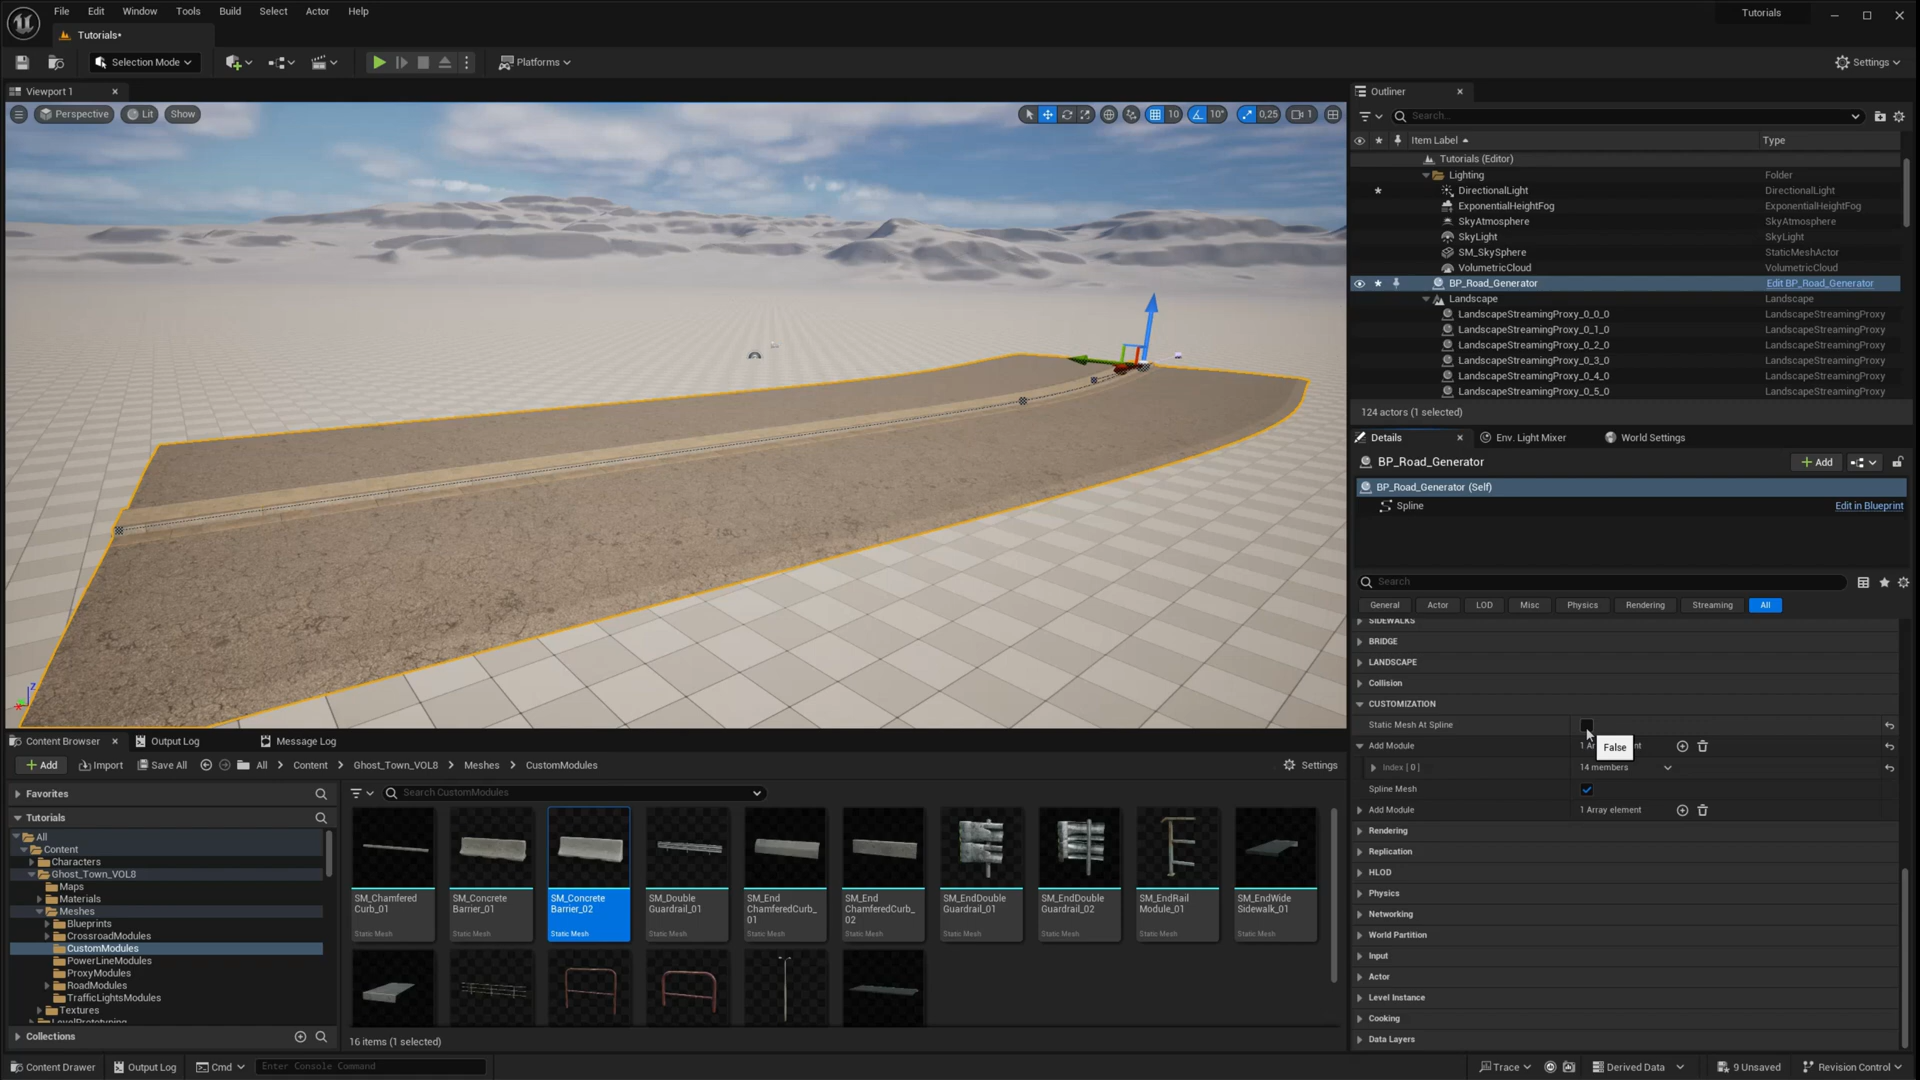 File Edit Window Tools Build Select Actor Help
Tutorials
Tutorials•
Selection Mode
Platforms
Settings
Viewport 1
Perspective
Lit
Show
10
10°
0,25
1
Outliner
Search...
Item Label
Type
Tutorials (Editor)
Lighting
Folder
DirectionalLight
DirectionalLight
ExponentialHeightFog
ExponentialHeightFog
SkyAtmosphere
SkyAtmosphere
SkyLight
SkyLight
SM_SkySphere
StaticMeshActor
VolumetricCloud
VolumetricCloud
BP_Road_Generator
Edit BP_Road_Generator
Landscape
Landscape
LandscapeStreamingProxy_0_0_0
LandscapeStreamingProxy
LandscapeStreamingProxy_0_1_0
LandscapeStreamingProxy
LandscapeStreamingProxy_0_2_0
LandscapeStreamingProxy
LandscapeStreamingProxy_0_3_0
LandscapeStreamingProxy
LandscapeStreamingProxy_0_4_0
LandscapeStreamingProxy
LandscapeStreamingProxy_0_5_0
LandscapeStreamingProxy
124 actors (1 selected)
Details
Env. Light Mixer
World Settings
BP_Road_Generator
Add
BP_Road_Generator (Self)
Spline
Edit in Blueprint
Search
General
Actor
LOD
Misc
Physics
Rendering
Streaming
All
SIDEWALKS
BRIDGE
LANDSCAPE
Collision
CUSTOMIZATION
Static Mesh At Spline
Add Module
False
Index [ 0 ]
14 members
Spline Mesh
Add Module
1 Array element
Rendering
Replication
HLOD
Physics
Networking
World Partition
Input
Actor
Level Instance
Cooking
Data Layers
Z
X
Content Browser
Output Log
Message Log
Add
Import
Save All
All
Content
Ghost_Town_VOL8
Meshes
CustomModules
Settings
Favorites
Tutorials
All
Content
Characters
Ghost_Town_VOL8
Maps
Materials
Meshes
Blueprints
CrossroadModules
CustomModules
PowerLineModules
ProxyModules
RoadModules
TrafficLightsModules
Textures
LevelPrototyping
Collections
Search CustomModules
SM_Chamfered
Curb_01
Static Mesh
SM_Concrete
Barrier_01
Static Mesh
SM_Concrete
Barrier_02
Static Mesh
SM_Double
Guardrail_01
Static Mesh
SM_End
ChamferedCurb_
01
Static Mesh
SM_End
ChamferedCurb_
02
Static Mesh
SM_EndDouble
Guardrail_01
Static Mesh
SM_EndDouble
Guardrail_02
Static Mesh
SM_EndRail
Module_01
Static Mesh
SM_EndWide
Sidewalk_01
Static Mesh
16 items (1 selected)
Content Drawer
Output Log
Cmd
Enter Console Command
Trace
Derived Data
9 Unsaved
Revision Control